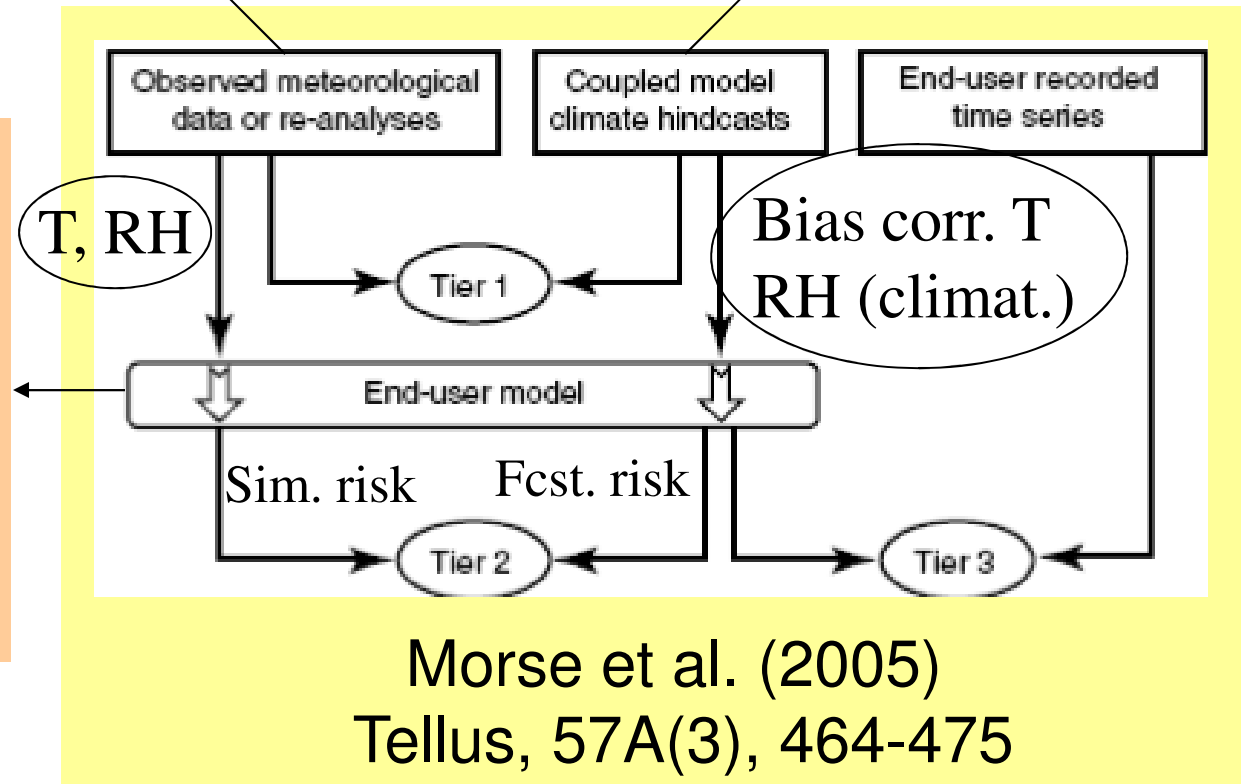 Observed meteorological
data or re-analyses
Coupled model
climate hindcasts
End-user recorded
time series
T, RH
Bias corr. T
RH (climat.)
Tier 1
End-user model
Sim. risk
Fcst. risk
Tier 2
Tier 3
Morse et al. (2005)
Tellus, 57A(3), 464-475